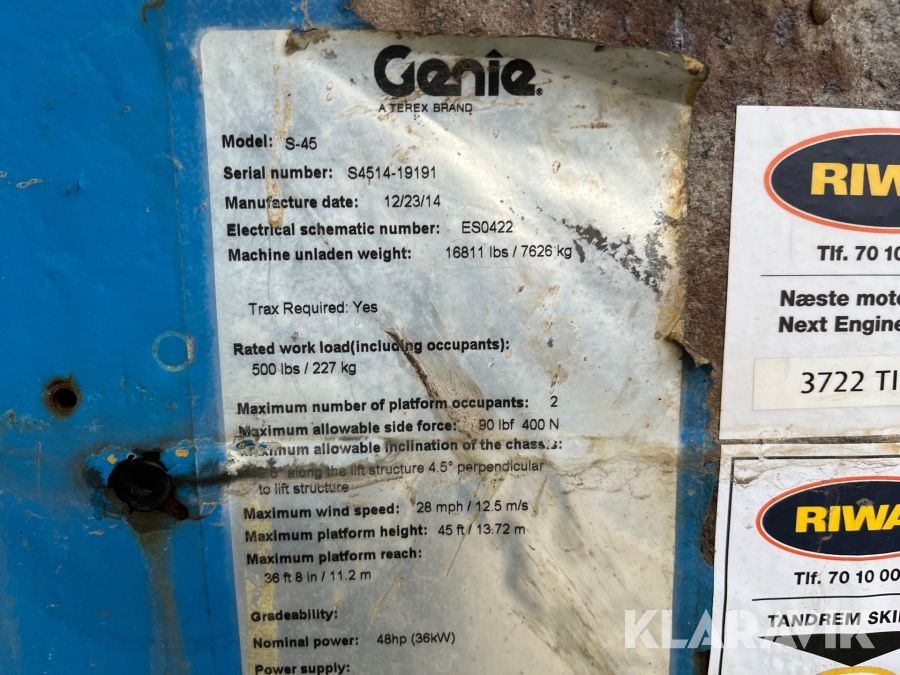 Genie
A TEREX BRAND
Model: S-45
Serial number: S4514-19191
Manufacture date: 12/23/14
Electrical schematic number: ES0422
Machine unladen weight: 16811 lbs / 7626 kg
Trax Required: Yes
Rated work load(including occupants):
500 lbs / 227 kg
Maximum number of platform occupants: 2
Maximum allowable side force: 90 lbf 400 N
Maximum allowable inclination of the chassis:
along the lift structure 4.5° perpendicular
to lift structure
Maximum wind speed: 28 mph / 12.5 m/s
Maximum platform height: 45 ft / 13.72 m
Maximum platform reach:
36 ft 8 in / 11.2 m
Gradeability:
Nominal power: 48hp (36kW)
Power supply:
RIWA
Tlf. 70 10
Næste moto
Next Engine
3722 TI
RIWA
Tlf. 70 10 00
TANDREM SKI
RIWA
KLARAVIK